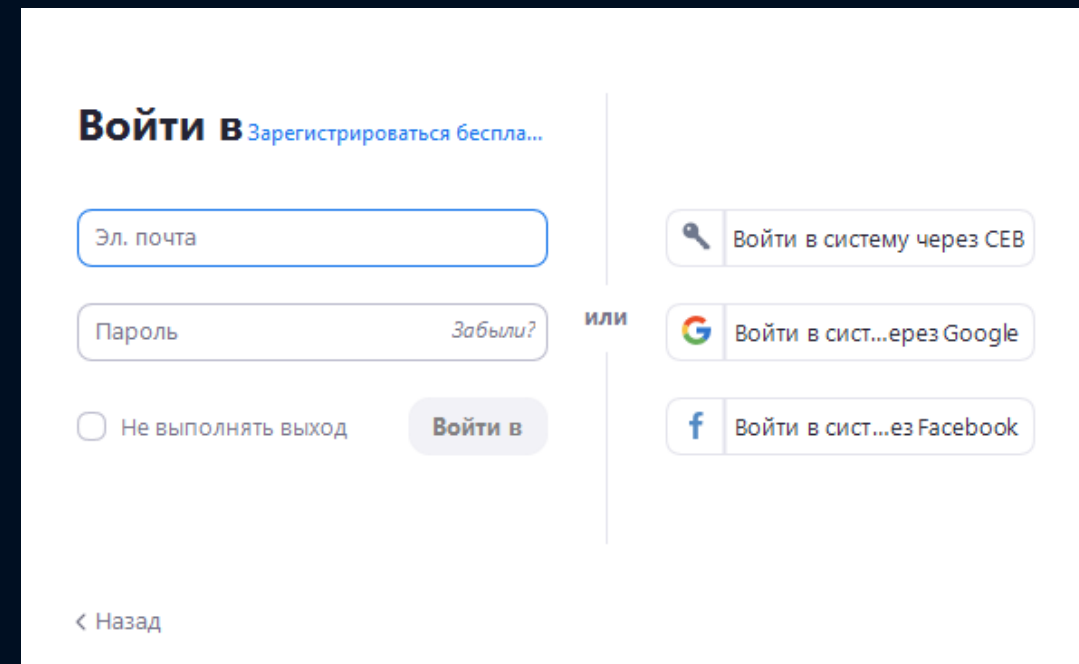 Войти в Зарегистрироваться беспла...
Эл. почта
Пароль Забыли?
Не выполнять выход Войти в
или
Войти в систему через СЕВ
Войти в сист...ерез Google
Войти в сист...ез Facebook
Назад